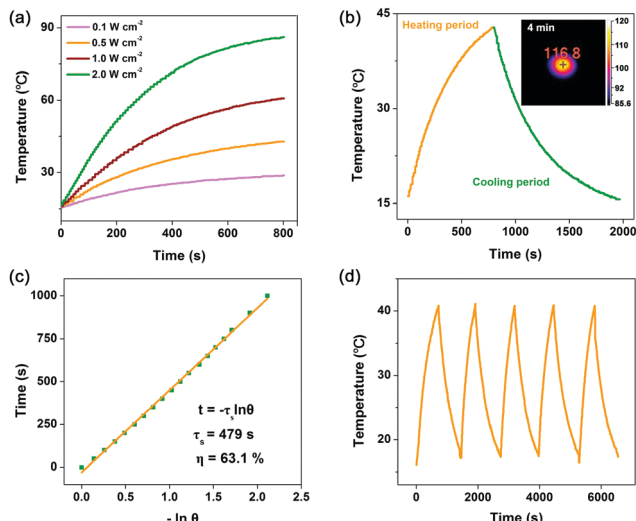 (a)
90
60
30
0 200 400 600 800
Temperature (°C)
Time (s)
0.1 W cm⁻²
0.5 W cm⁻²
1.0 W cm⁻²
2.0 W cm⁻²
(b)
45
30
15
0 500 1000 1500 2000
Temperature (°C)
Time (s)
Heating period
Cooling period
4 min
116.8
120
110
100
92
85.6
(c)
1000
750
500
250
0
0.0 0.5 1.0 1.5 2.0 2.5
Time (s)
- ln θ
t = -τₛlnθ
τₛ = 479 s
η = 63.1 %
(d)
40
30
20
0 2000 4000 6000
Temperature (°C)
Time (s)